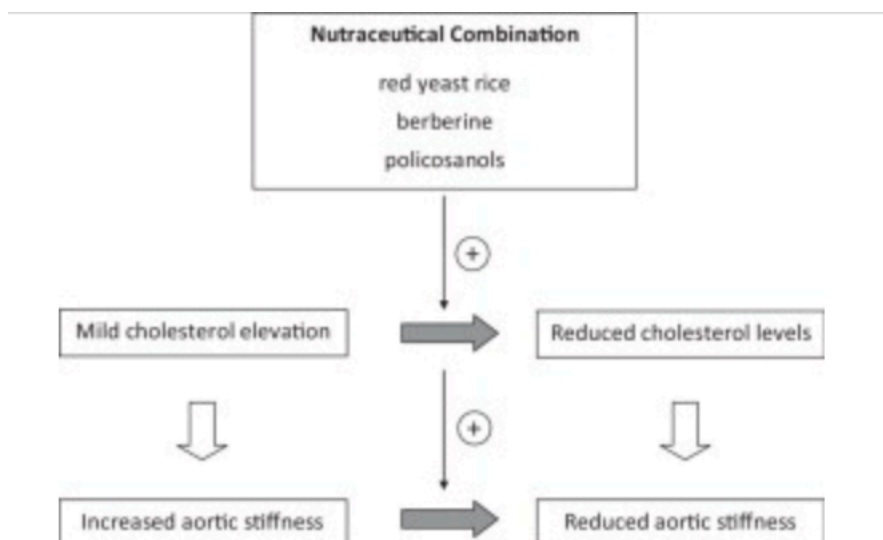 Nutraceutical Combination
red yeast rice
berberine
policosanols
+
Mild cholesterol elevation
Reduced cholesterol levels
+
Increased aortic stiffness
Reduced aortic stiffness